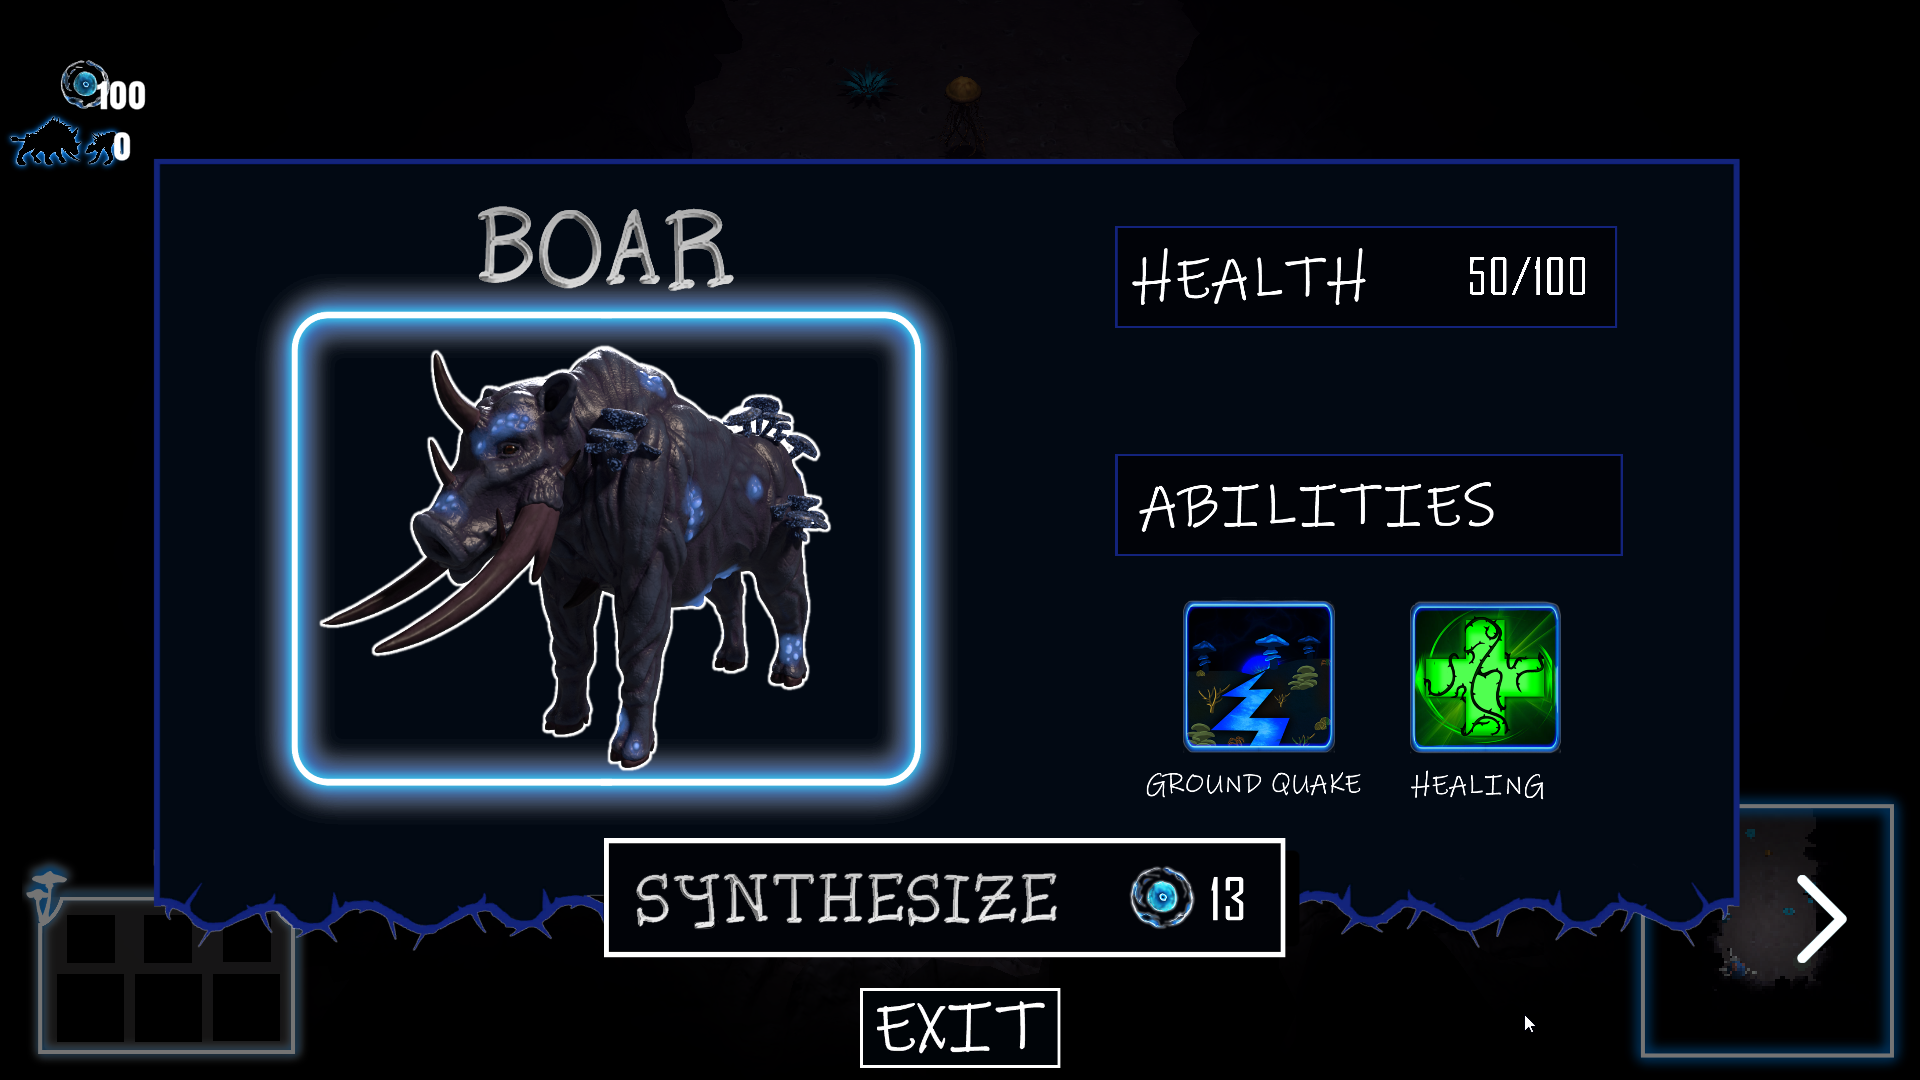 100
0
BOAR
HEALTH 50/100
ABILITIES
GROUND QUAKE HEALING
SYNTHESIZE 13
EXIT